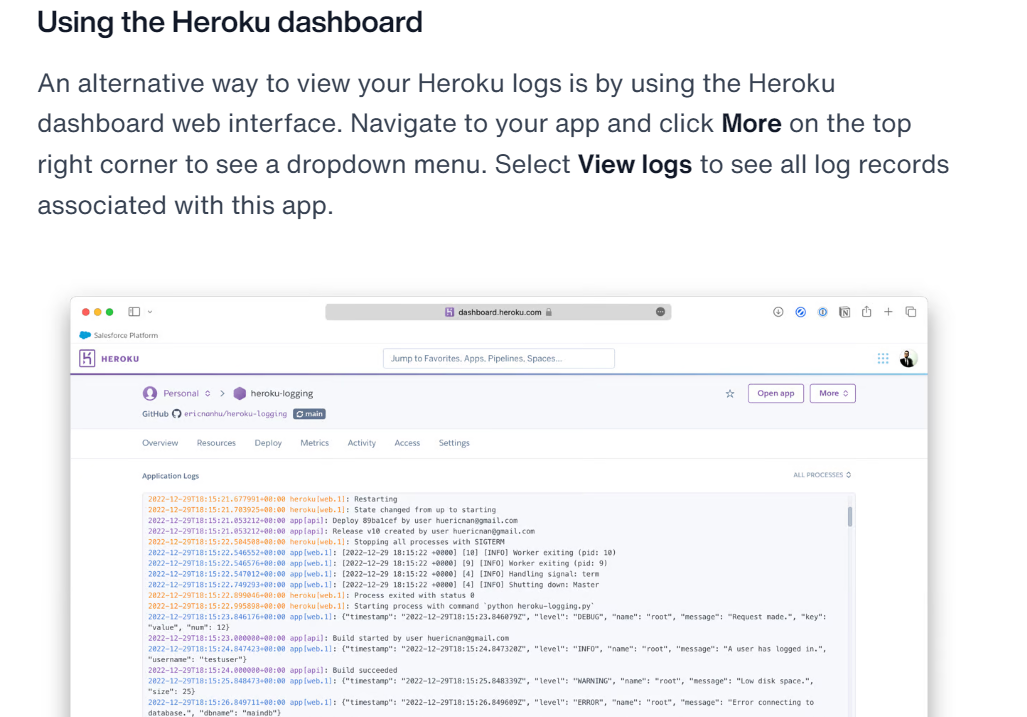 Using the Heroku dashboard
An alternative way to view your Heroku logs is by using the Heroku
dashboard web interface. Navigate to your app and click More on the top
right corner to see a dropdown menu. Select View logs to see all log records
associated with this app.
dashboard.heroku.com
Salesforce Platform
HEROKU
Jump to Favorites, Apps, Pipelines, Spaces...
Personal > heroku-logging
Open app More
GitHub ericnanhu/heroku-logging main
Overview Resources Deploy Metrics Activity Access Settings
Application Logs
ALL PROCESSES
2022-12-29T18:15:21.677991+00:00 heroku[web.1]: Restarting
2022-12-29T18:15:21.703925+00:00 heroku[web.1]: State changed from up to starting
2022-12-29T18:15:21.053212+00:00 app[api]: Deploy 89ba1cef by user huericnan@gmail.com
2022-12-29T18:15:21.053212+00:00 app[api]: Release v10 created by user huericnan@gmail.com
2022-12-29T18:15:22.504508+00:00 heroku[web.1]: Stopping all processes with SIGTERM
2022-12-29T18:15:22.546552+00:00 app[web.1]: [2022-12-29 18:15:22 +0000] [10] [INFO] Worker exiting (pid: 10)
2022-12-29T18:15:22.546576+00:00 app[web.1]: [2022-12-29 18:15:22 +0000] [9] [INFO] Worker exiting (pid: 9)
2022-12-29T18:15:22.547012+00:00 app[web.1]: [2022-12-29 18:15:22 +0000] [4] [INFO] Handling signal: term
2022-12-29T18:15:22.749293+00:00 app[web.1]: [2022-12-29 18:15:22 +0000] [4] [INFO] Shutting down: Master
2022-12-29T18:15:22.899046+00:00 heroku[web.1]: Process exited with status 0
2022-12-29T18:15:22.995898+00:00 heroku[web.1]: Starting process with command `python heroku-logging.py`
2022-12-29T18:15:23.846176+00:00 app[web.1]: {"timestamp": "2022-12-29T18:15:23.846079Z", "level": "DEBUG", "name": "root", "message": "Request made.", "key":
"value", "num": 12}
2022-12-29T18:15:23.000000+00:00 app[api]: Build started by user huericnan@gmail.com
2022-12-29T18:15:24.847423+00:00 app[web.1]: {"timestamp": "2022-12-29T18:15:24.847320Z", "level": "INFO", "name": "root", "message": "A user has logged in.",
"username": "testuser"}
2022-12-29T18:15:24.000000+00:00 app[api]: Build succeeded
2022-12-29T18:15:25.848473+00:00 app[web.1]: {"timestamp": "2022-12-29T18:15:25.848339Z", "level": "WARNING", "name": "root", "message": "Low disk space.",
"size": 25}
2022-12-29T18:15:26.849711+00:00 app[web.1]: {"timestamp": "2022-12-29T18:15:26.849609Z", "level": "ERROR", "name": "root", "message": "Error connecting to
database.", "dbname": "maindb"}